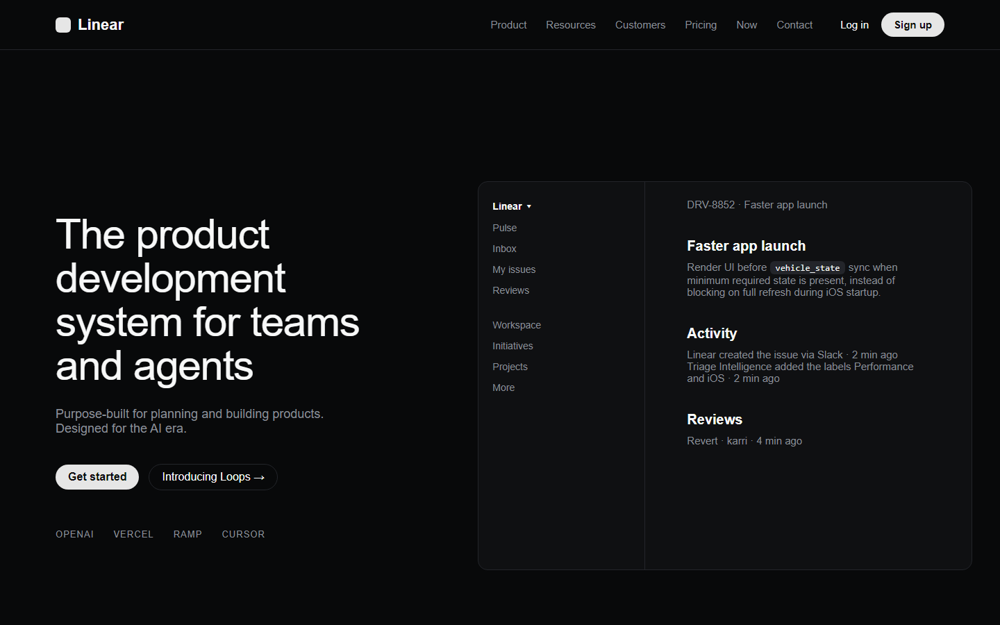 Linear
Product Resources Customers Pricing Now Contact Log in Sign up
The product
development
system for teams
and agents
Purpose-built for planning and building products.
Designed for the AI era.
Get started Introducing Loops →
OPENAI VERCEL RAMP CURSOR
Linear ▾
Pulse
Inbox
My issues
Reviews
Workspace
Initiatives
Projects
More
DRV-8852 · Faster app launch
Faster app launch
Render UI before vehicle_state sync when
minimum required state is present, instead of
blocking on full refresh during iOS startup.
Activity
Linear created the issue via Slack · 2 min ago
Triage Intelligence added the labels Performance
and iOS · 2 min ago
Reviews
Revert · karri · 4 min ago